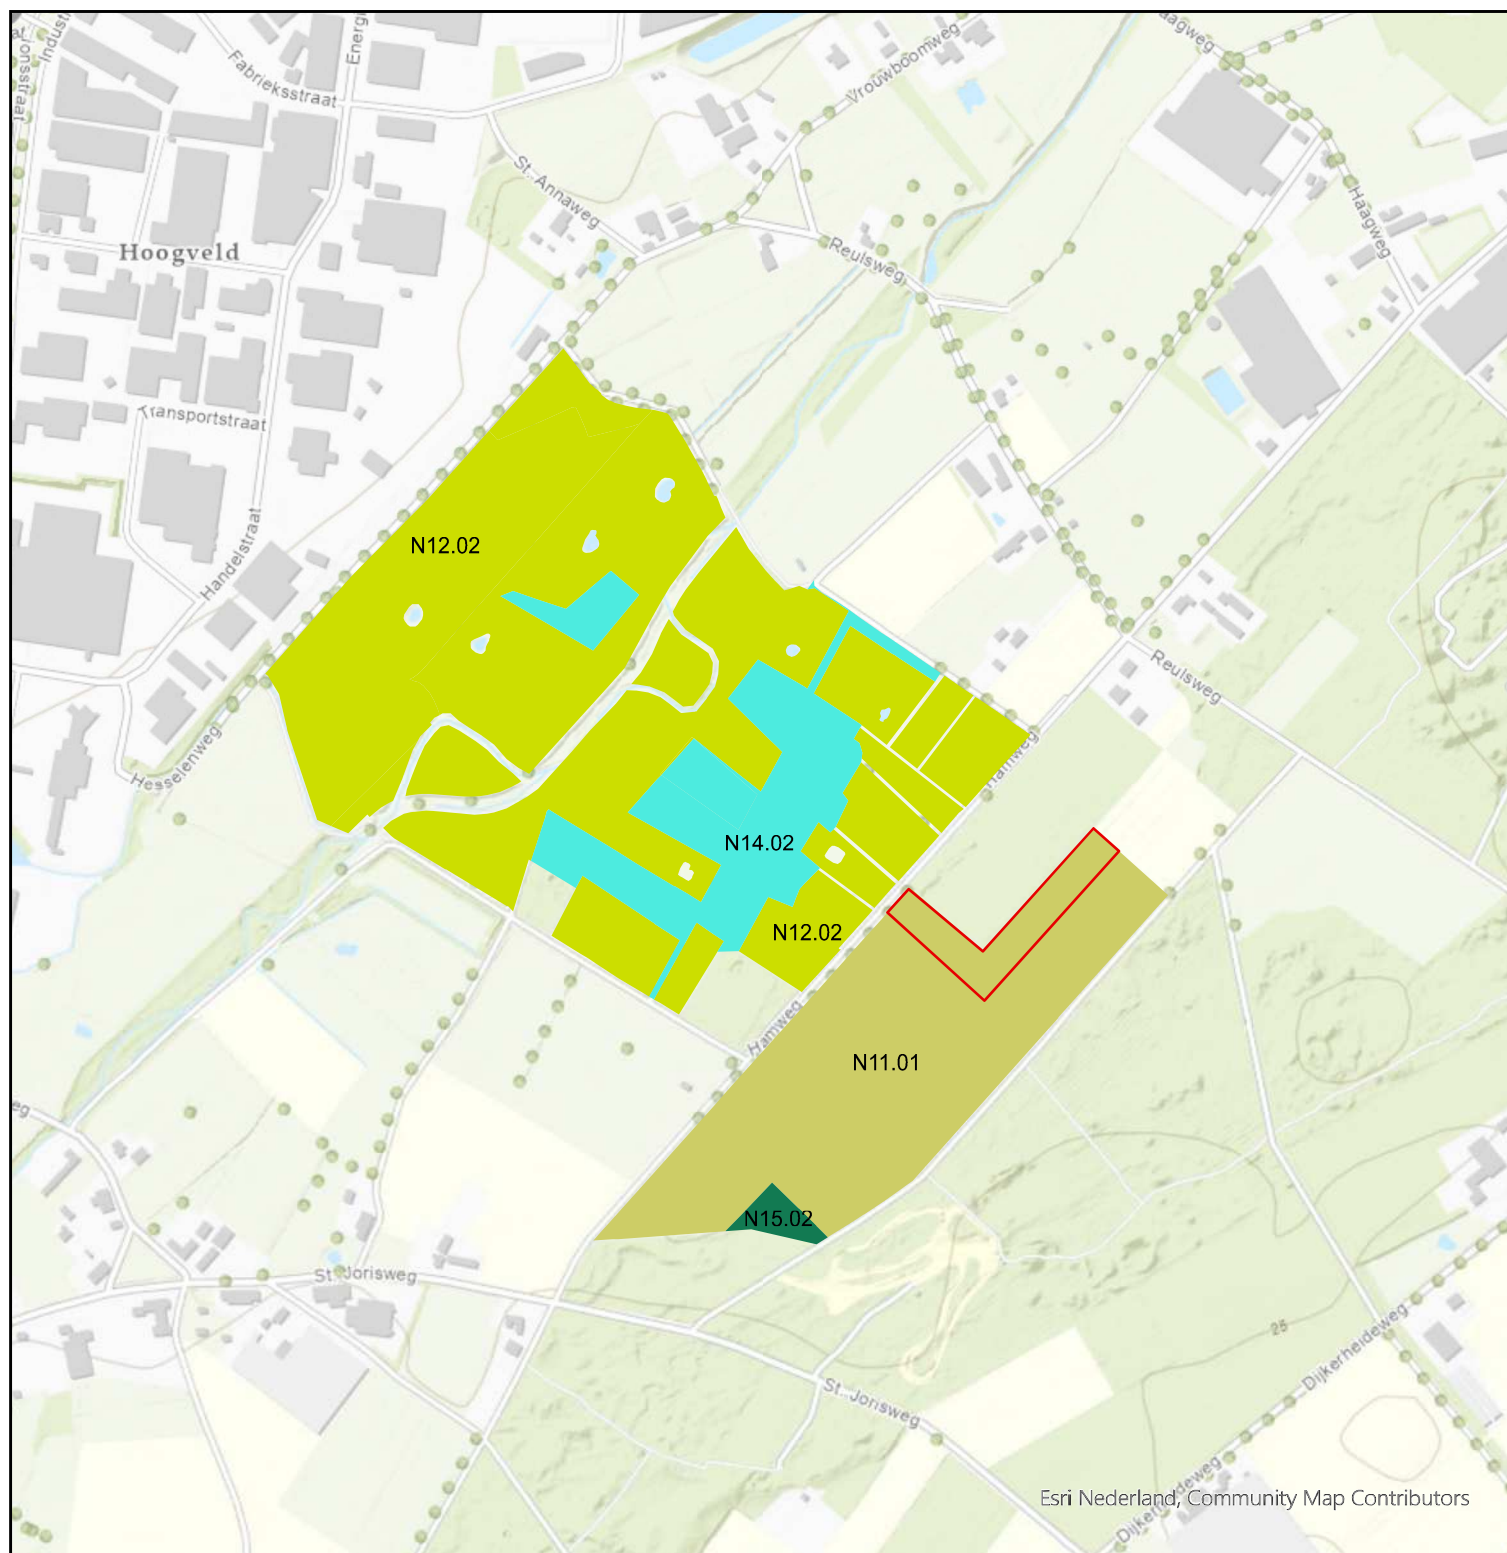 Fabrieksstraat
Vrouwboomweg
St. Annaweg
Haagweg
Hoogveld
Reulsweg
Transportstraat
N12.02
Handelstraat
Reulsweg
Hamweg
Hesselenweg
N14.02
N12.02
Hamweg
N11.01
N15.02
St. Jorisweg
25
Dijkerheideweg
St. Jorisweg
Esri Nederland, Community Map Contributors
Dijkerheideweg